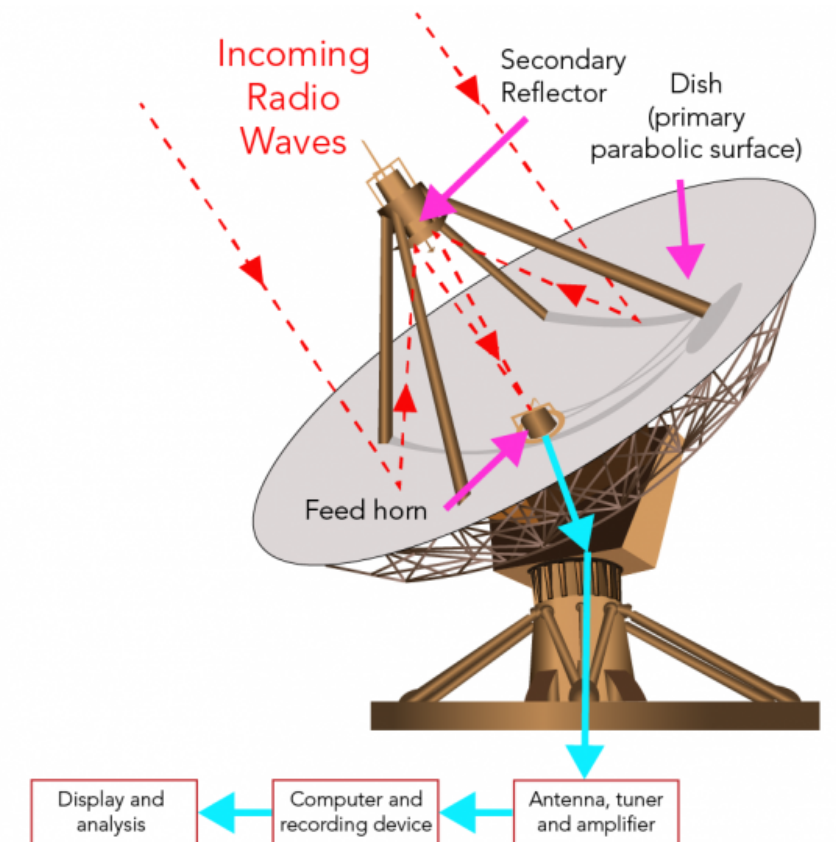 Incoming
Radio
Waves
Secondary
Reflector
Dish
(primary
parabolic surface)
Feed horn
Display and
analysis
Computer and
recording device
Antenna, tuner
and amplifier